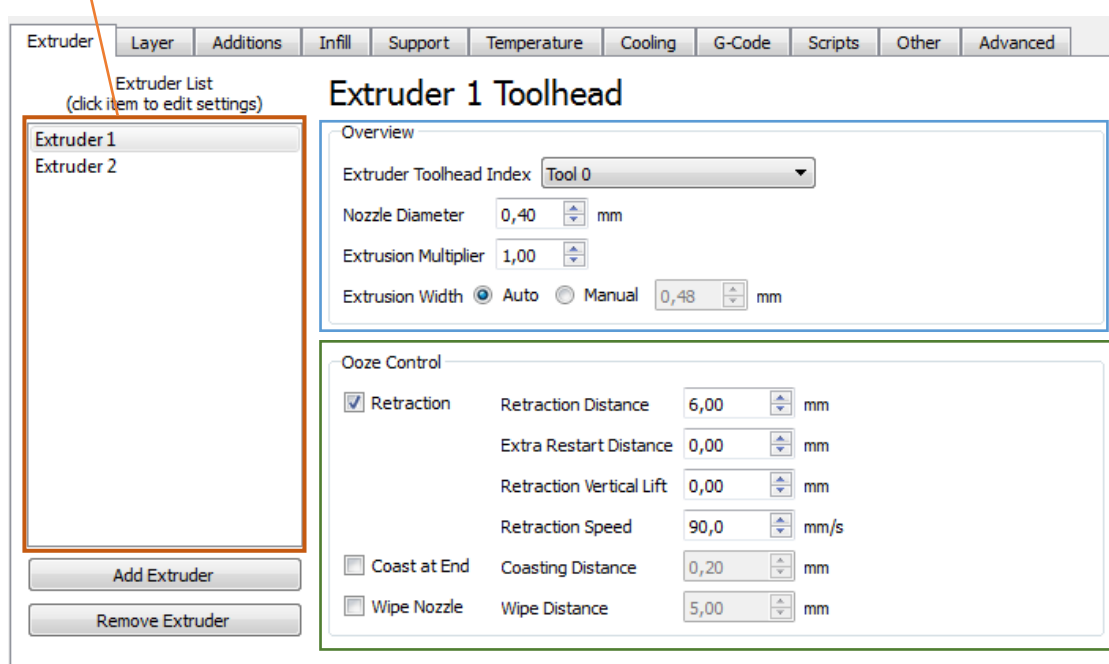 Extruder Layer Additions Infill Support Temperature Cooling G-Code Scripts Other Advanced
Extruder List
(click item to edit settings)
Extruder 1
Extruder 2
Add Extruder
Remove Extruder
Extruder 1 Toolhead
Overview
Extruder Toolhead Index Tool 0
Nozzle Diameter 0,40 mm
Extrusion Multiplier 1,00
Extrusion Width Auto Manual 0,48 mm
Ooze Control
Retraction Retraction Distance 6,00 mm
Extra Restart Distance 0,00 mm
Retraction Vertical Lift 0,00 mm
Retraction Speed 90,0 mm/s
Coast at End Coasting Distance 0,20 mm
Wipe Nozzle Wipe Distance 5,00 mm